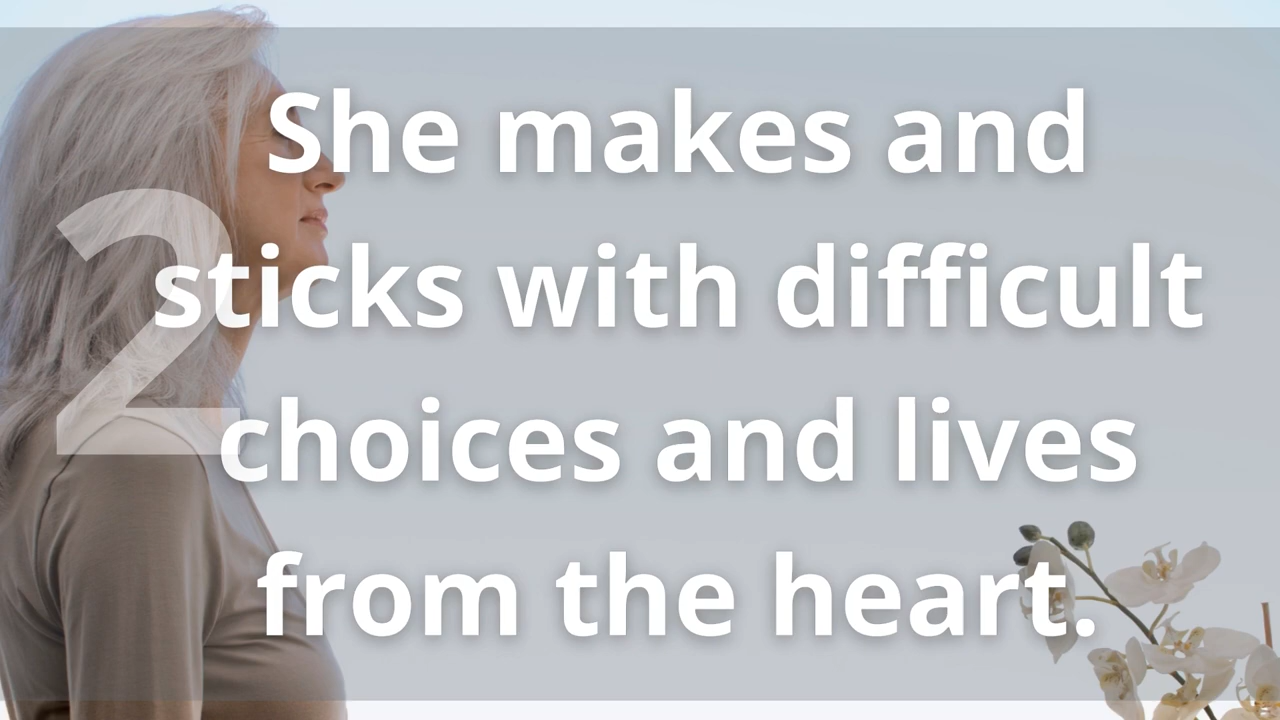 2
She makes and
sticks with difficult
choices and lives
from the heart.